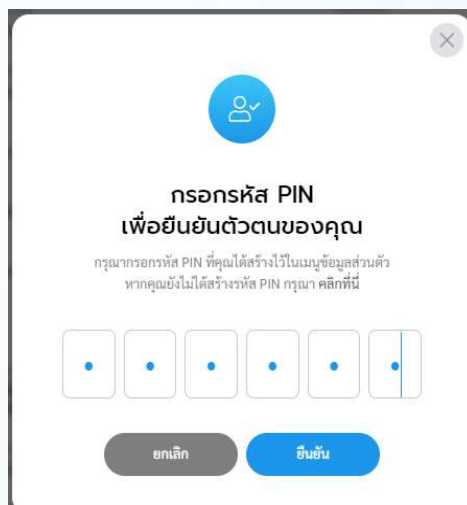 กรอกรหัส PIN
เพื่อยืนยันตัวตนของคุณ
กรุณากรอกรหัส PIN ที่คุณได้สร้างไว้ในเมนูข้อมูลส่วนตัว
หากคุณยังไม่ได้สร้างรหัส PIN กรุณา คลิกที่นี่
ยกเลิก
ยืนยัน